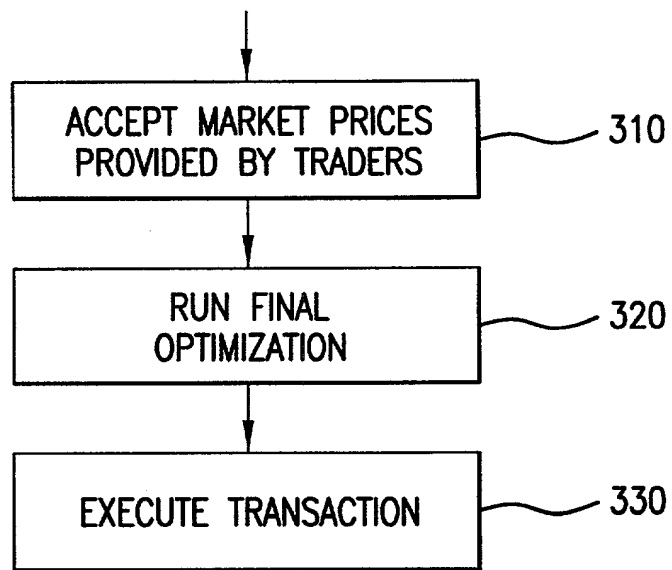 ACCEPT MARKET PRICES
PROVIDED BY TRADERS
310
RUN FINAL
OPTIMIZATION
320
EXECUTE TRANSACTION
330